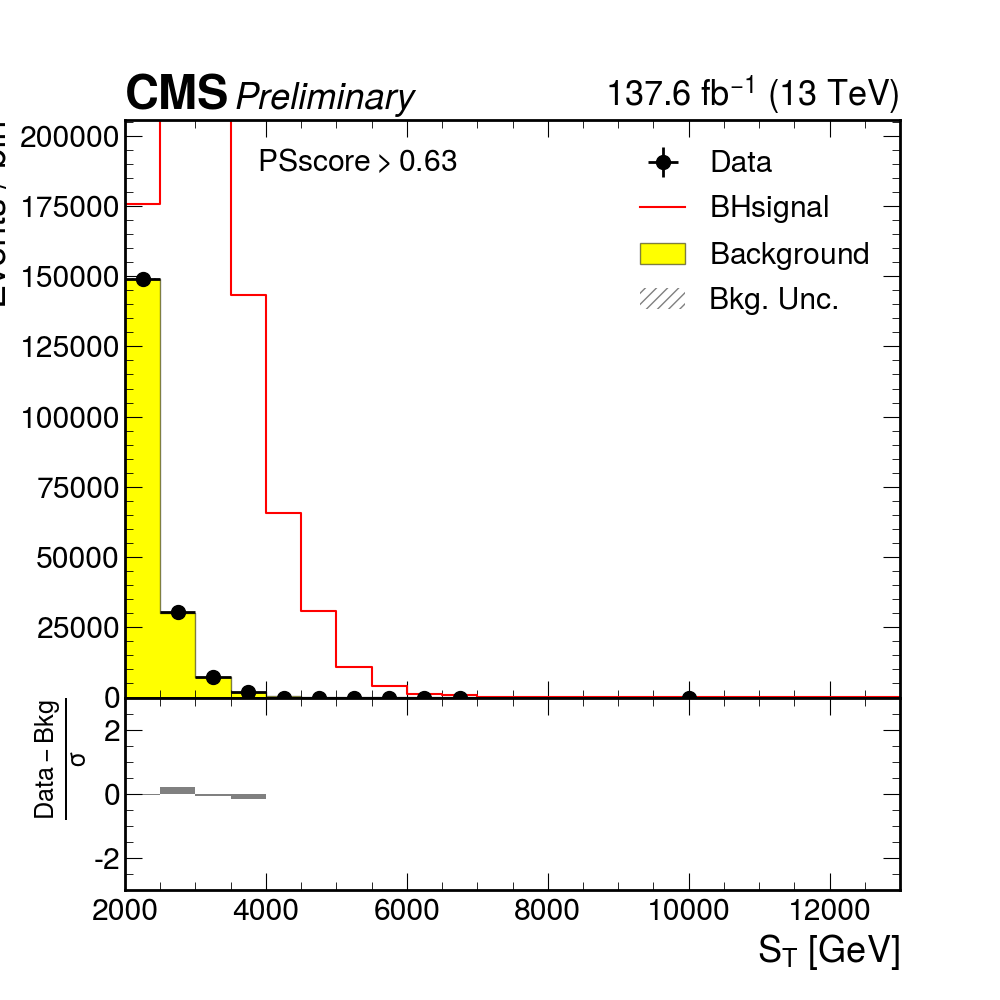 CMS Preliminary 137.6 fb⁻¹ (13 TeV)
PSscore > 0.63
Data
BHsignal
Background
Bkg. Unc.
200000
175000
150000
125000
100000
75000
50000
25000
0
Data − Bkg
σ
2
0
-2
2000 4000 6000 8000 10000 12000
S_T [GeV]